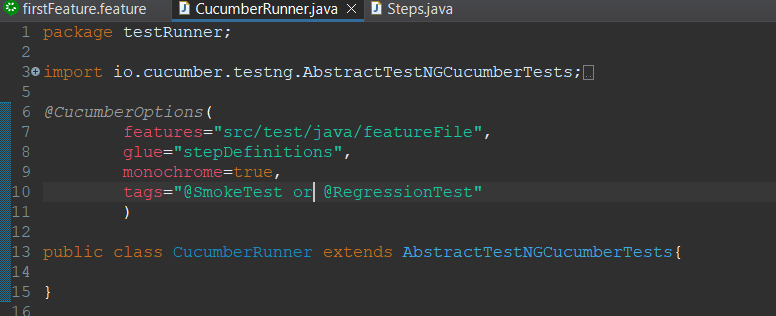 firstFeature.feature CucumberRunner.java Steps.java
1 package testRunner;
2
3 import io.cucumber.testng.AbstractTestNGCucumberTests;
5
6 @CucumberOptions(
7 features="src/test/java/featureFile",
8 glue="stepDefinitions",
9 monochrome=true,
10 tags="@SmokeTest or @RegressionTest"
11 )
12
13 public class CucumberRunner extends AbstractTestNGCucumberTests{
14
15 }
16